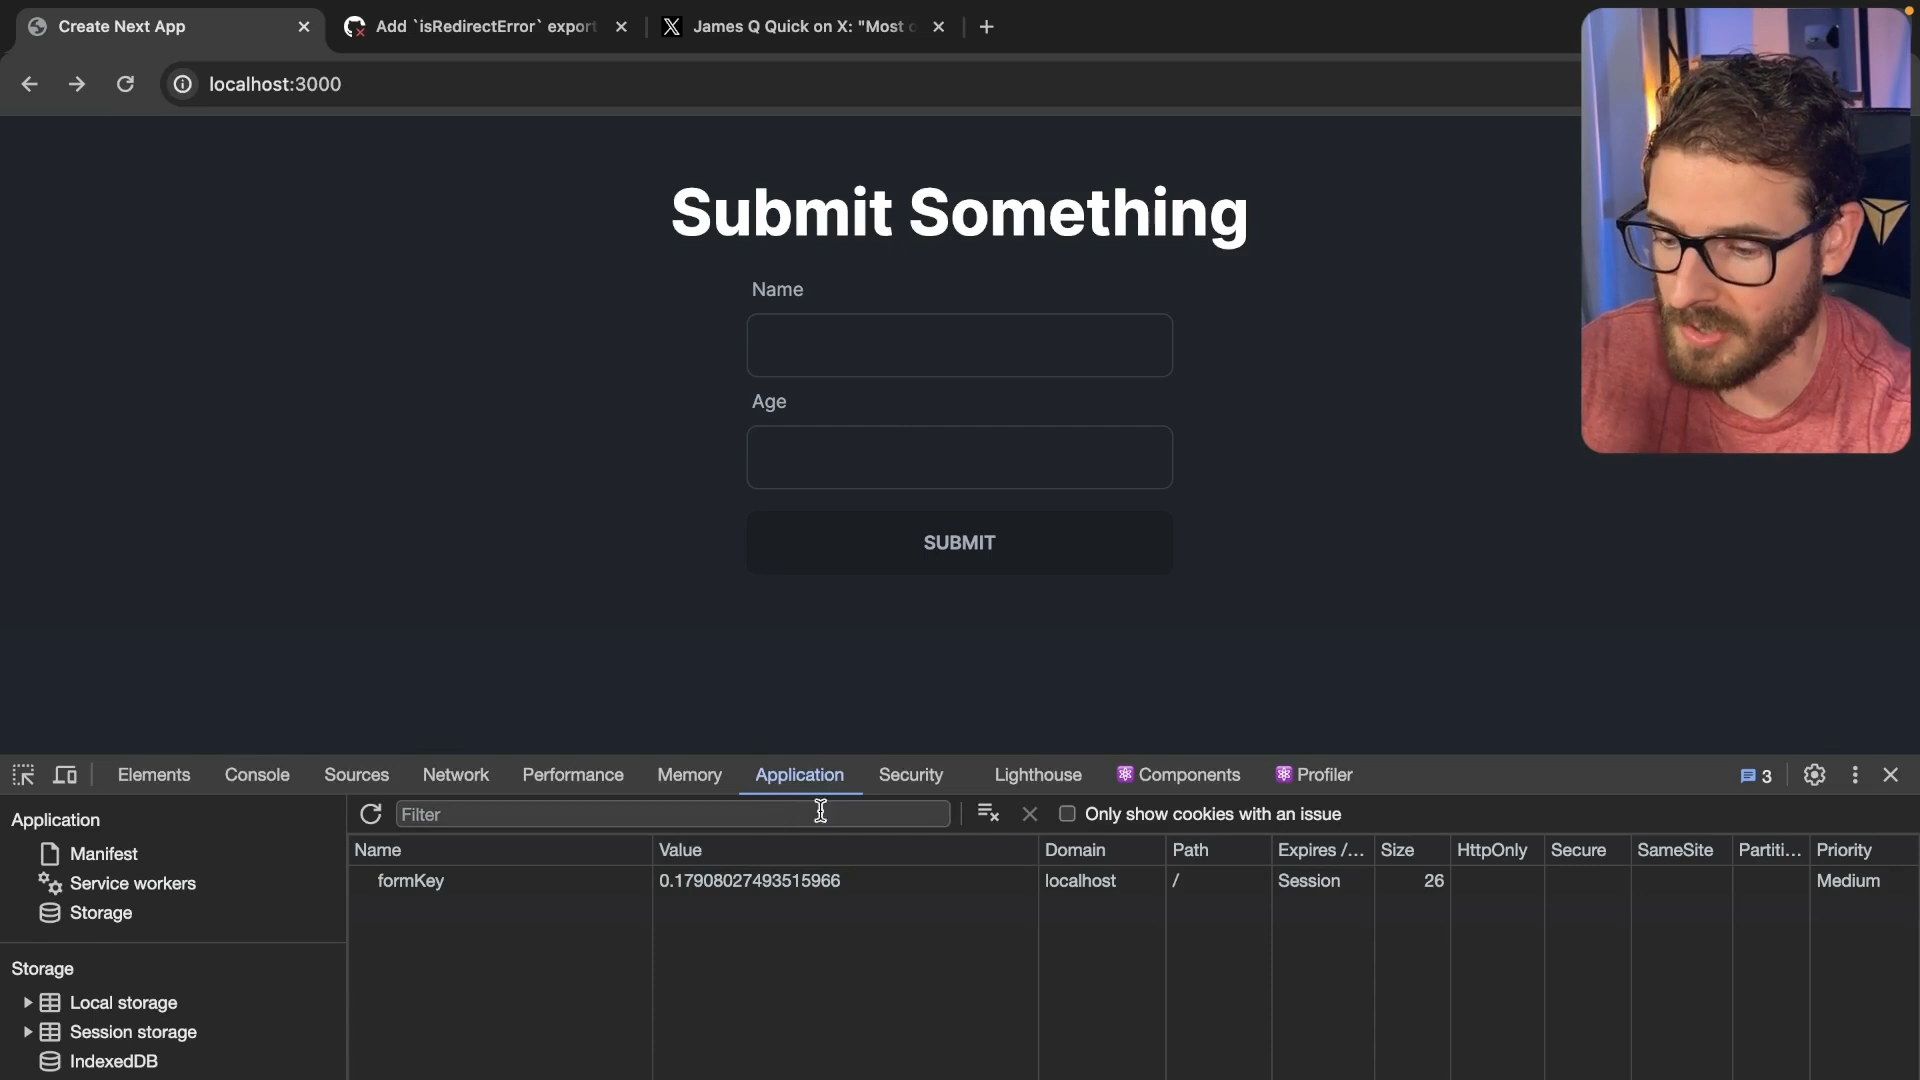 Create Next App
Add `isRedirectError` export
James Q Quick on X: "Most o
localhost:3000
Submit Something
Name
Age
SUBMIT
Elements Console Sources Network Performance Memory Application Security Lighthouse Components Profiler 3
Application
Filter
Only show cookies with an issue
Manifest
Service workers
Storage
Storage
Local storage
Session storage
IndexedDB
Name Value Domain Path Expires /... Size HttpOnly Secure SameSite Partiti... Priority
formKey 0.17908027493515966 localhost / Session 26 Medium